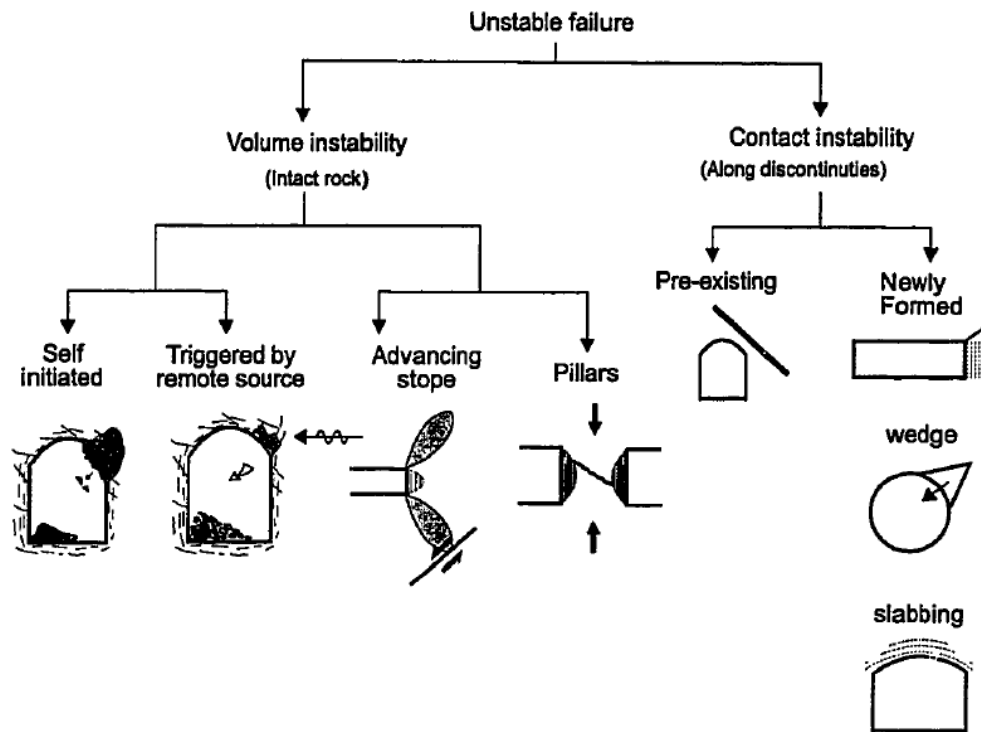 Unstable failure
Volume instability
(Intact rock)
Contact instability
(Along discontinuties)
Self
initiated
Triggered by
remote source
Advancing
stope
Pillars
Pre-existing
Newly
Formed
wedge
slabbing